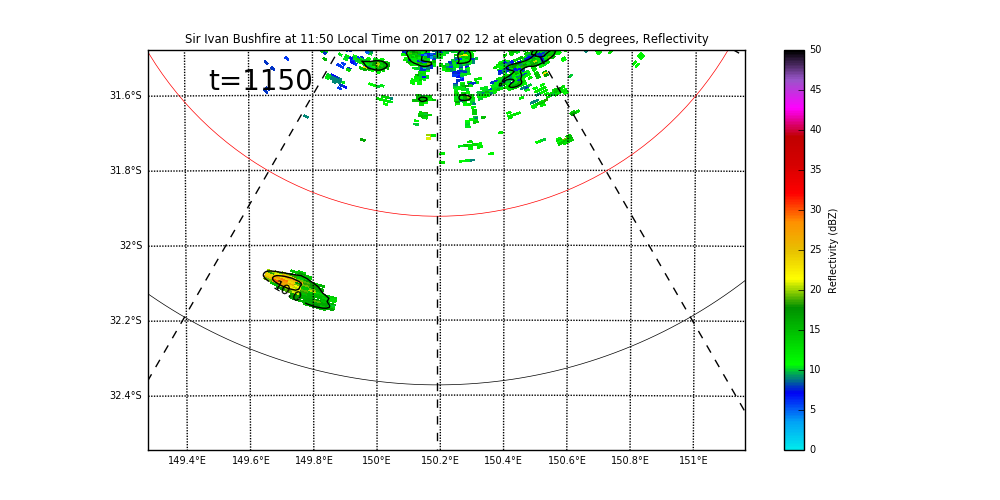 Sir Ivan Bushfire at 11:50 Local Time on 2017 02 12 at elevation 0.5 degrees, Reflectivity
t=1150
31.6°S
31.8°S
32°S
32.2°S
32.4°S
149.4°E 149.6°E 149.8°E 150°E 150.2°E 150.4°E 150.6°E 150.8°E 151°E
50
45
40
35
30
25
20
15
10
5
0
Reflectivity (dBZ)